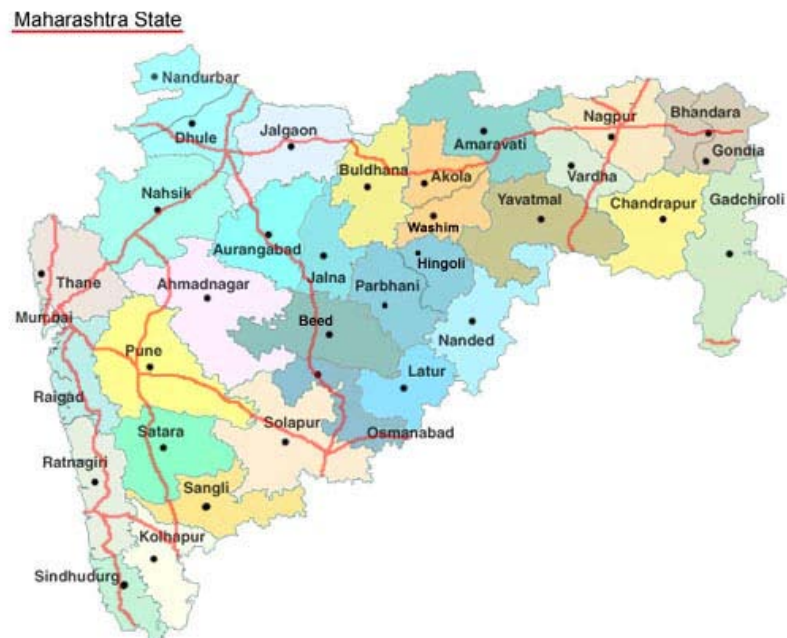 Maharashtra State
Nandurbar
Dhule
Jalgaon
Buldhana
Amaravati
Nagpur
Bhandara
Gondia
Akola
Vardha
Nahsik
Washim
Yavatmal
Chandrapur
Gadchiroli
Aurangabad
Jalna
Hingoli
Thane
Ahmadnagar
Parbhani
Mumbai
Beed
Nanded
Pune
Latur
Raigad
Solapur
Osmanabad
Satara
Ratnagiri
Sangli
Kolhapur
Sindhudurg